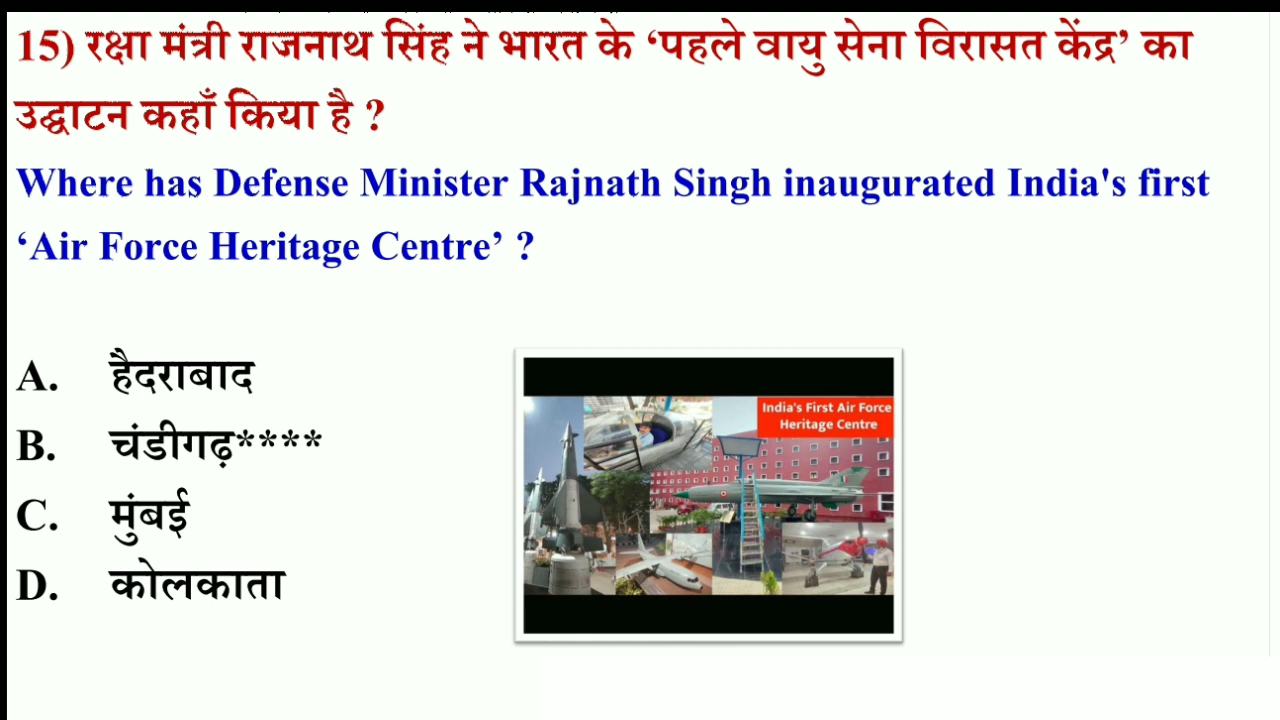 15) रक्षा मंत्री राजनाथ सिंह ने भारत के ‘पहले वायु सेना विरासत केंद्र’ का
उद्घाटन कहाँ किया है ?
Where has Defense Minister Rajnath Singh inaugurated India's first
‘Air Force Heritage Centre’ ?
A. हैदराबाद
B. चंडीगढ़****
C. मुंबई
D. कोलकाता
India's First Air Force
Heritage Centre